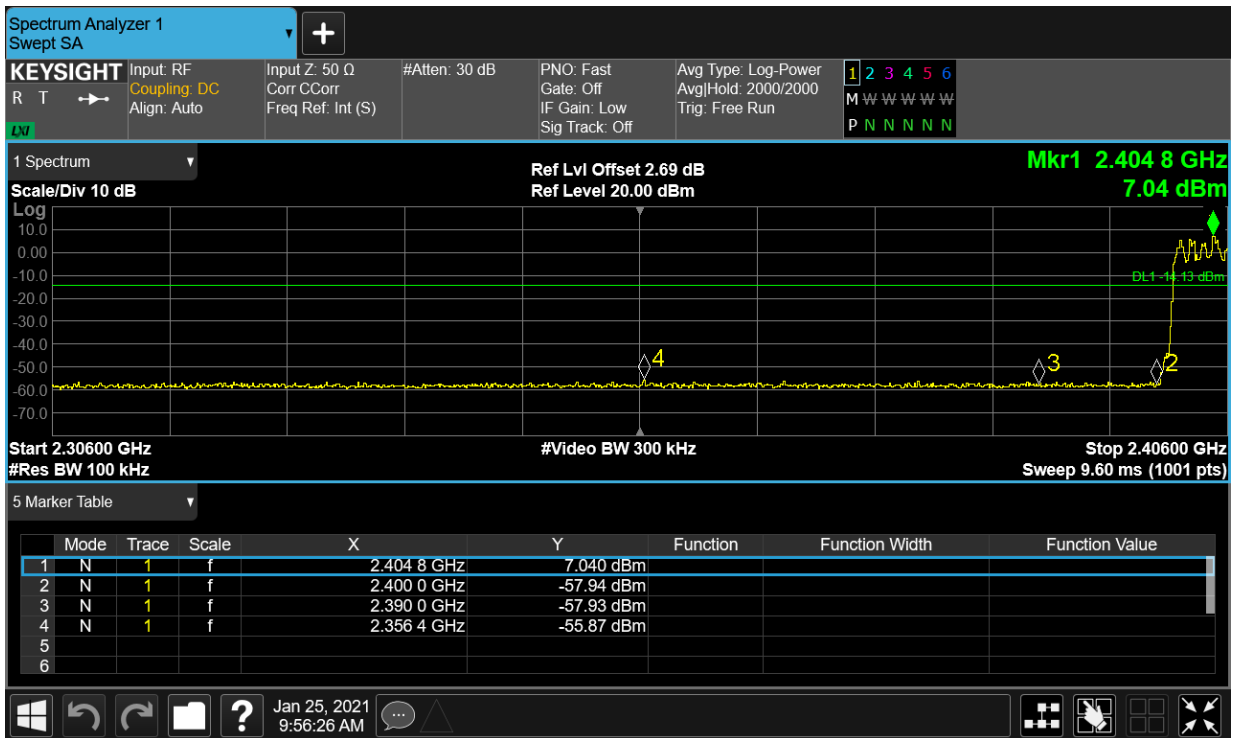 Spectrum Analyzer 1
Swept SA
KEYSIGHT
R T
LXI
Input: RF
Coupling: DC
Align: Auto
Input Z: 50 Ω
Corr CCorr
Freq Ref: Int (S)
#Atten: 30 dB
PNO: Fast
Gate: Off
IF Gain: Low
Sig Track: Off
Avg Type: Log-Power
Avg|Hold: 2000/2000
Trig: Free Run
1 2 3 4 5 6
M W W W W W
P N N N N N
1 Spectrum
Scale/Div 10 dB
Ref Lvl Offset 2.69 dB
Ref Level 20.00 dBm
Mkr1 2.404 8 GHz
7.04 dBm
Log
10.0
0.00
-10.0
-20.0
-30.0
-40.0
-50.0
-60.0
-70.0
DL1 -14.13 dBm
4
3
2
Start 2.30600 GHz
#Video BW 300 kHz
Stop 2.40600 GHz
#Res BW 100 kHz
Sweep 9.60 ms (1001 pts)
5 Marker Table
Mode Trace Scale X Y Function Function Width Function Value
1 N 1 f 2.404 8 GHz 7.040 dBm
2 N 1 f 2.400 0 GHz -57.94 dBm
3 N 1 f 2.390 0 GHz -57.93 dBm
4 N 1 f 2.356 4 GHz -55.87 dBm
5
6
?
Jan 25, 2021
9:56:26 AM